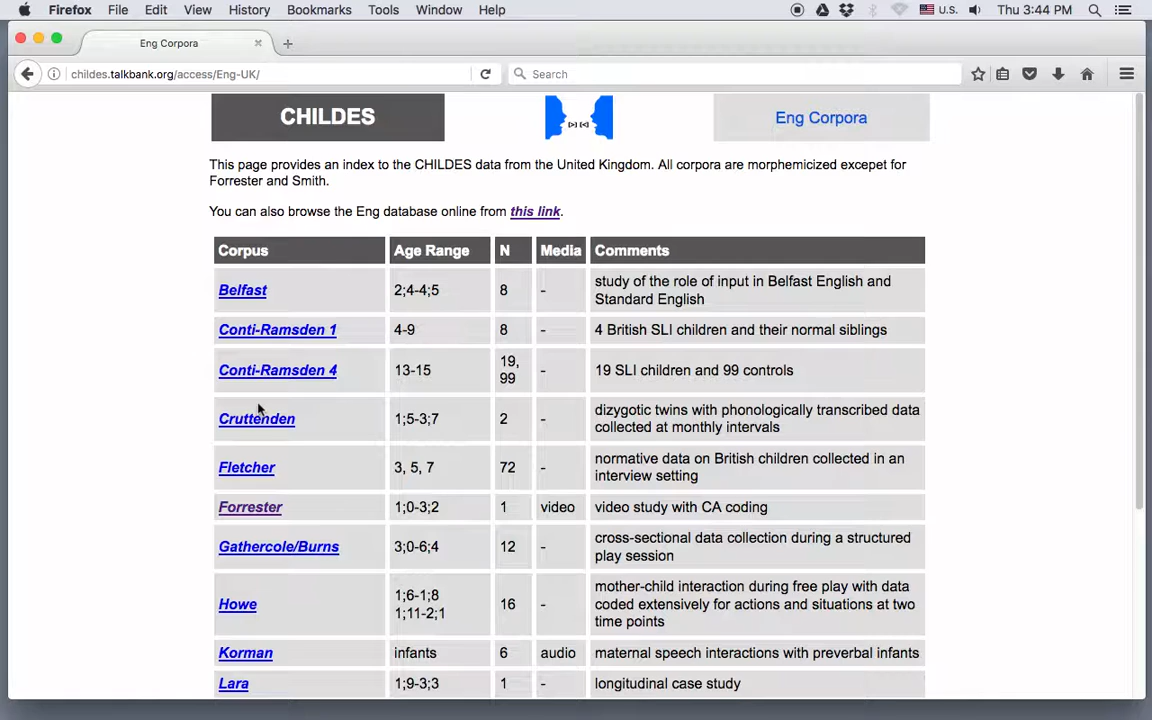 Firefox File Edit View History Bookmarks Tools Window Help U.S. Thu 3:44 PM
Eng Corpora
childes.talkbank.org/access/Eng-UK/ Search
CHILDES Eng Corpora
This page provides an index to the CHILDES data from the United Kingdom. All corpora are morphemicized excepet for
Forrester and Smith.
You can also browse the Eng database online from this link.
Corpus Age Range N Media Comments
Belfast 2;4-4;5 8 - study of the role of input in Belfast English and
Standard English
Conti-Ramsden 1 4-9 8 - 4 British SLI children and their normal siblings
Conti-Ramsden 4 13-15 19,
99 - 19 SLI children and 99 controls
Cruttenden 1;5-3;7 2 - dizygotic twins with phonologically transcribed data
collected at monthly intervals
Fletcher 3, 5, 7 72 - normative data on British children collected in an
interview setting
Forrester 1;0-3;2 1 video video study with CA coding
Gathercole/Burns 3;0-6;4 12 - cross-sectional data collection during a structured
play session
Howe 1;6-1;8
1;11-2;1 16 - mother-child interaction during free play with data
coded extensively for actions and situations at two
time points
Korman infants 6 audio maternal speech interactions with preverbal infants
Lara 1;9-3;3 1 - longitudinal case study